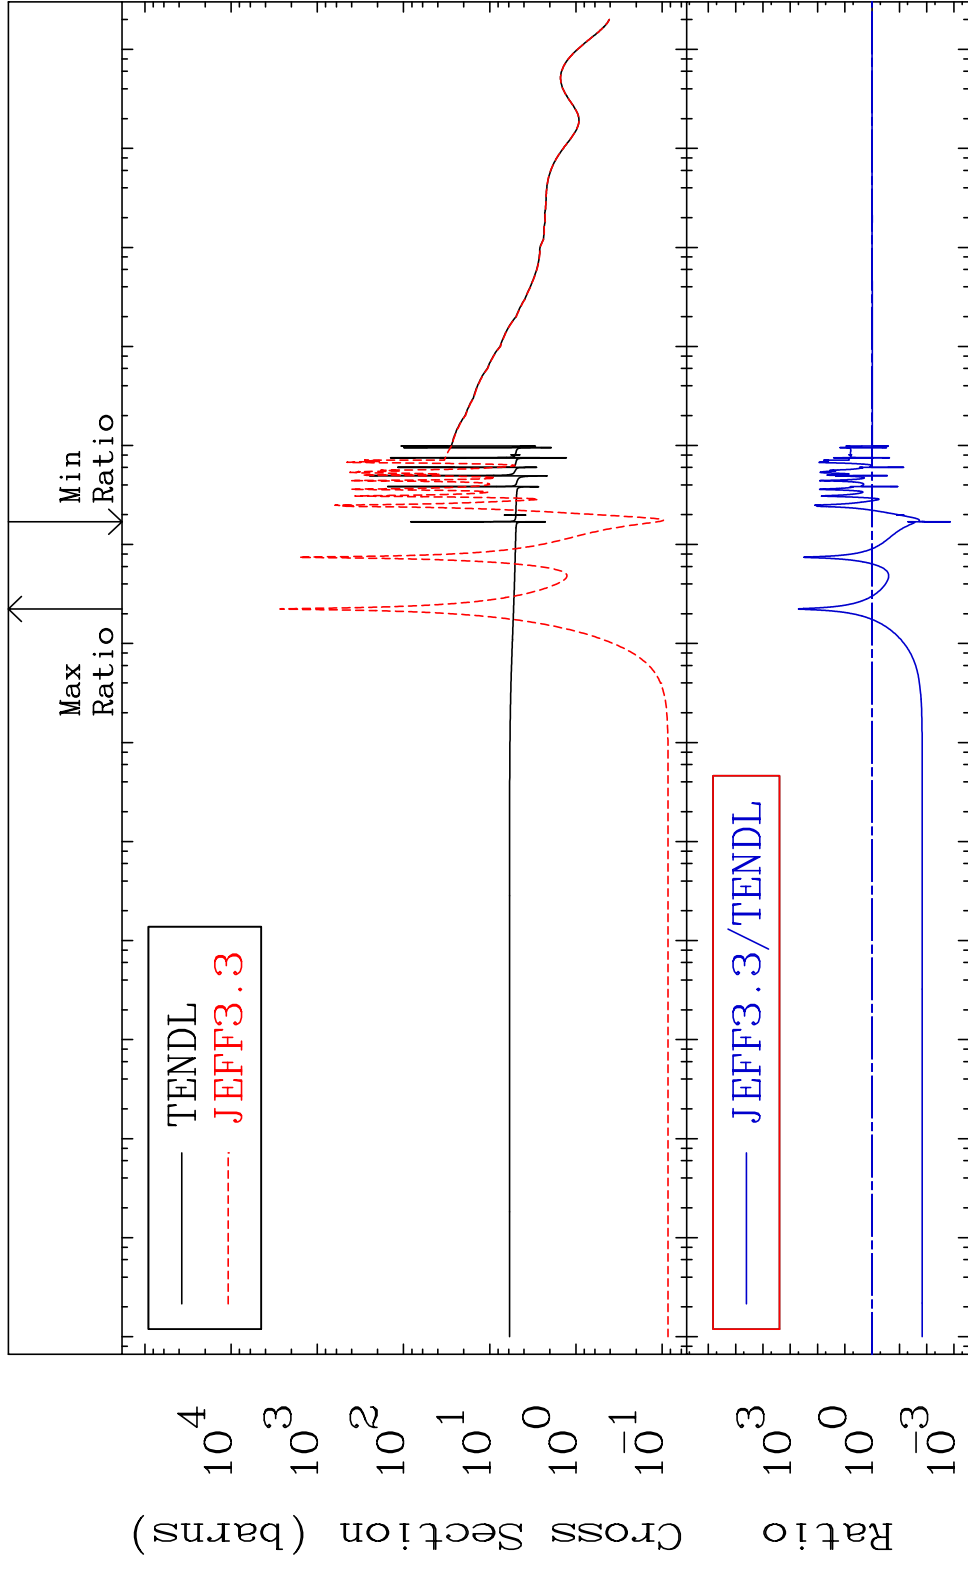 Max
Ratio
Min
Ratio
TENDL
JEFF3.3
10^4
10^3
10^2
10^1
10^0
10^-1
Cross Section (barns)
JEFF3.3/TENDL
10^3
10^0
10^-3
Ratio